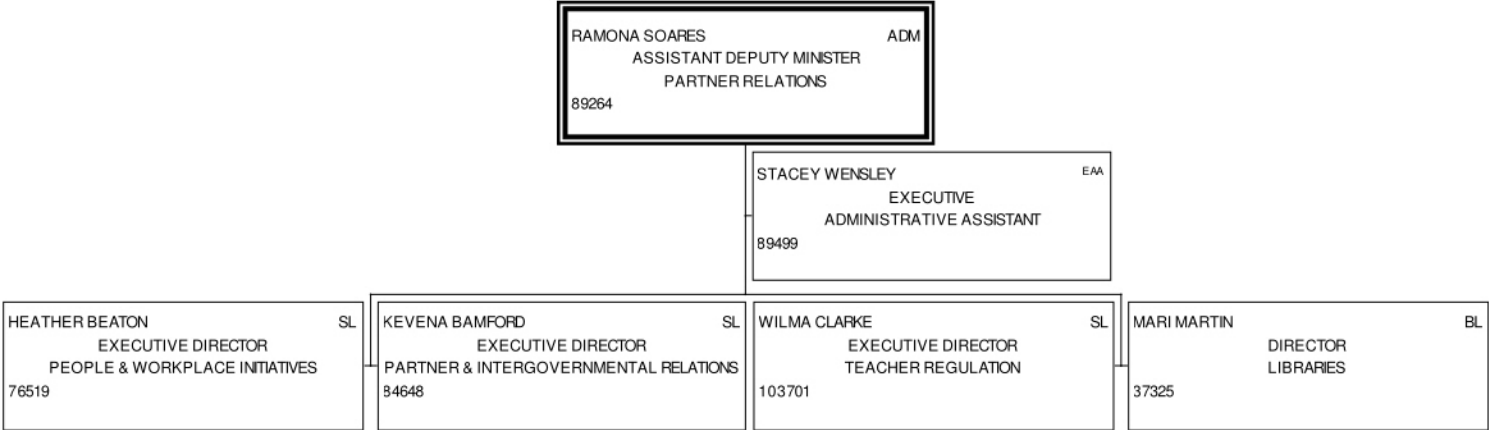 RAMONA SOARES ADM
ASSISTANT DEPUTY MINISTER
PARTNER RELATIONS
89264
STACEY WENSLEY EAA
EXECUTIVE
ADMINISTRATIVE ASSISTANT
89499
HEATHER BEATON SL
EXECUTIVE DIRECTOR
PEOPLE & WORKPLACE INITIATIVES
76519
KEVENA BAMFORD SL
EXECUTIVE DIRECTOR
PARTNER & INTERGOVERNMENTAL RELATIONS
84648
WILMA CLARKE SL
EXECUTIVE DIRECTOR
TEACHER REGULATION
103701
MARI MARTIN BL
DIRECTOR
LIBRARIES
37325